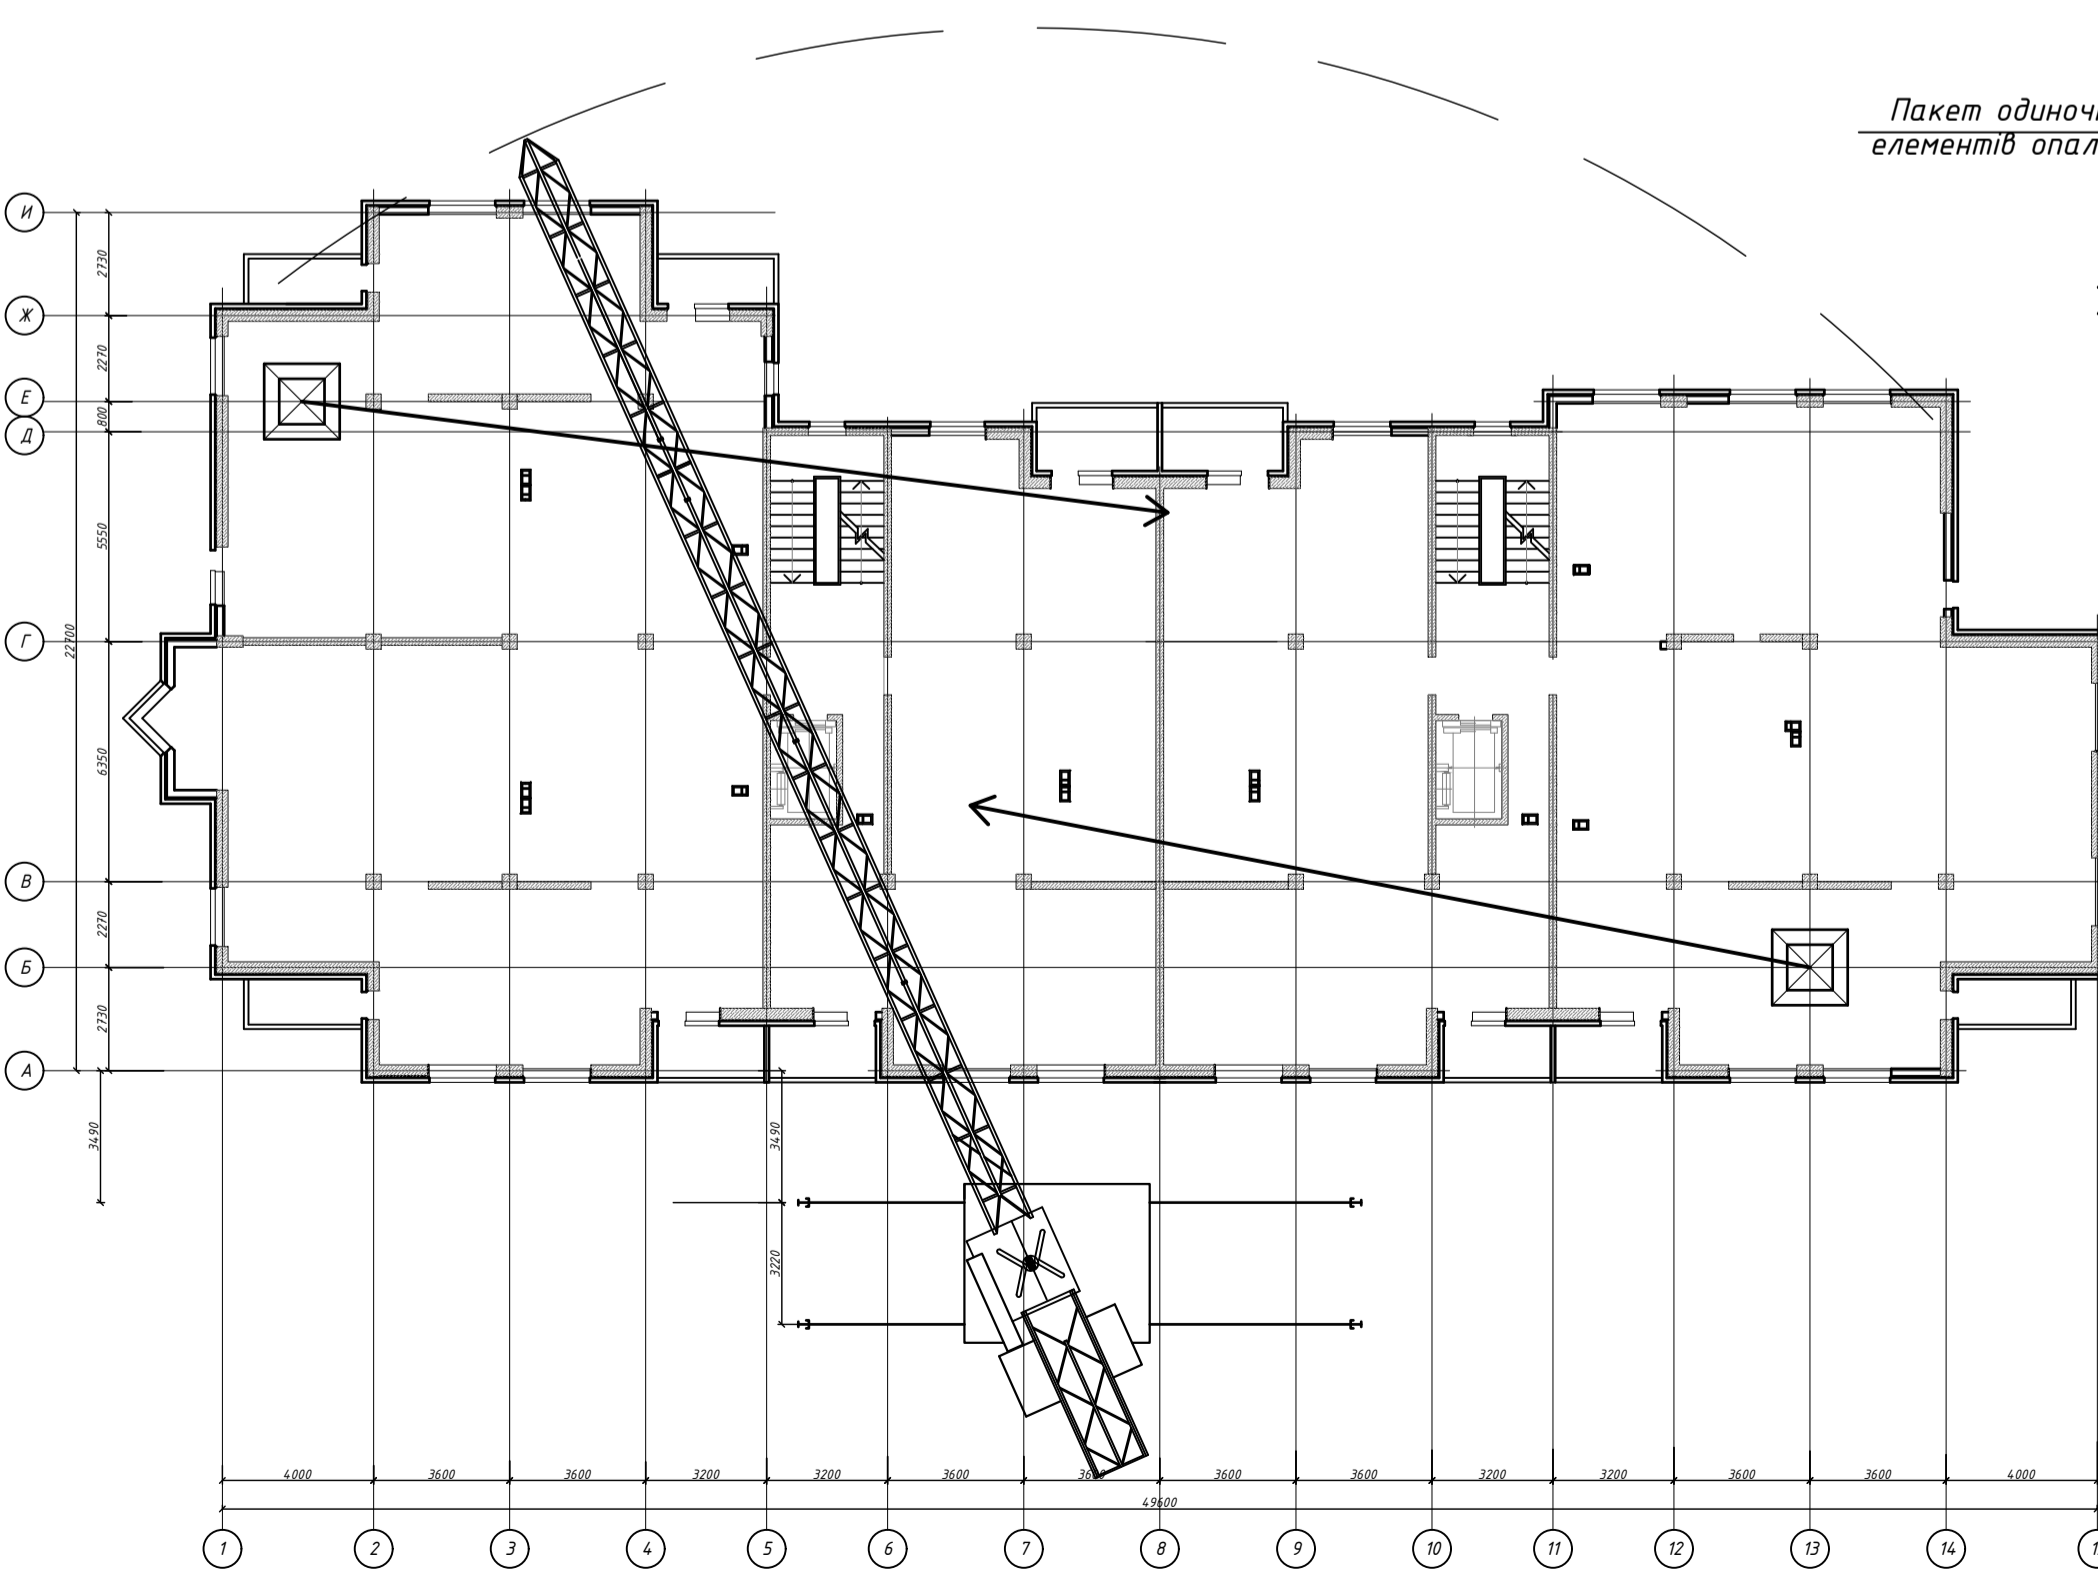 Пакет одиноч
елементів опал
И
Ж
Е
Д
Г
В
Б
А
2730
2270
800
5550
22700
6350
2270
2730
3490
3490
3220
4000 3600 3600 3200 3200 3600 3600 3600 3600 3200 3200 3600 3600 4000
49600
1 2 3 4 5 6 7 8 9 10 11 12 13 14